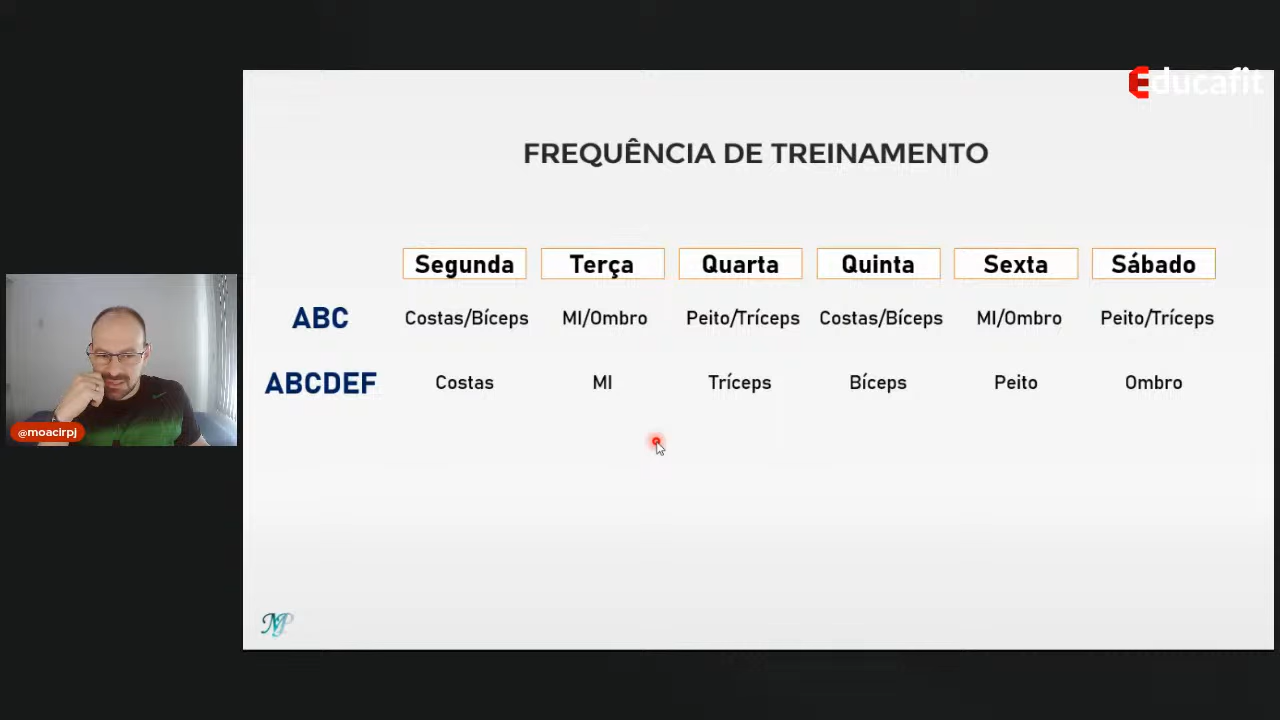 Educafit
FREQUÊNCIA DE TREINAMENTO
Segunda Terça Quarta Quinta Sexta Sábado
ABC Costas/Bíceps MI/Ombro Peito/Tríceps Costas/Bíceps MI/Ombro Peito/Tríceps
ABCDEF Costas MI Tríceps Bíceps Peito Ombro
@moacirpj
MP